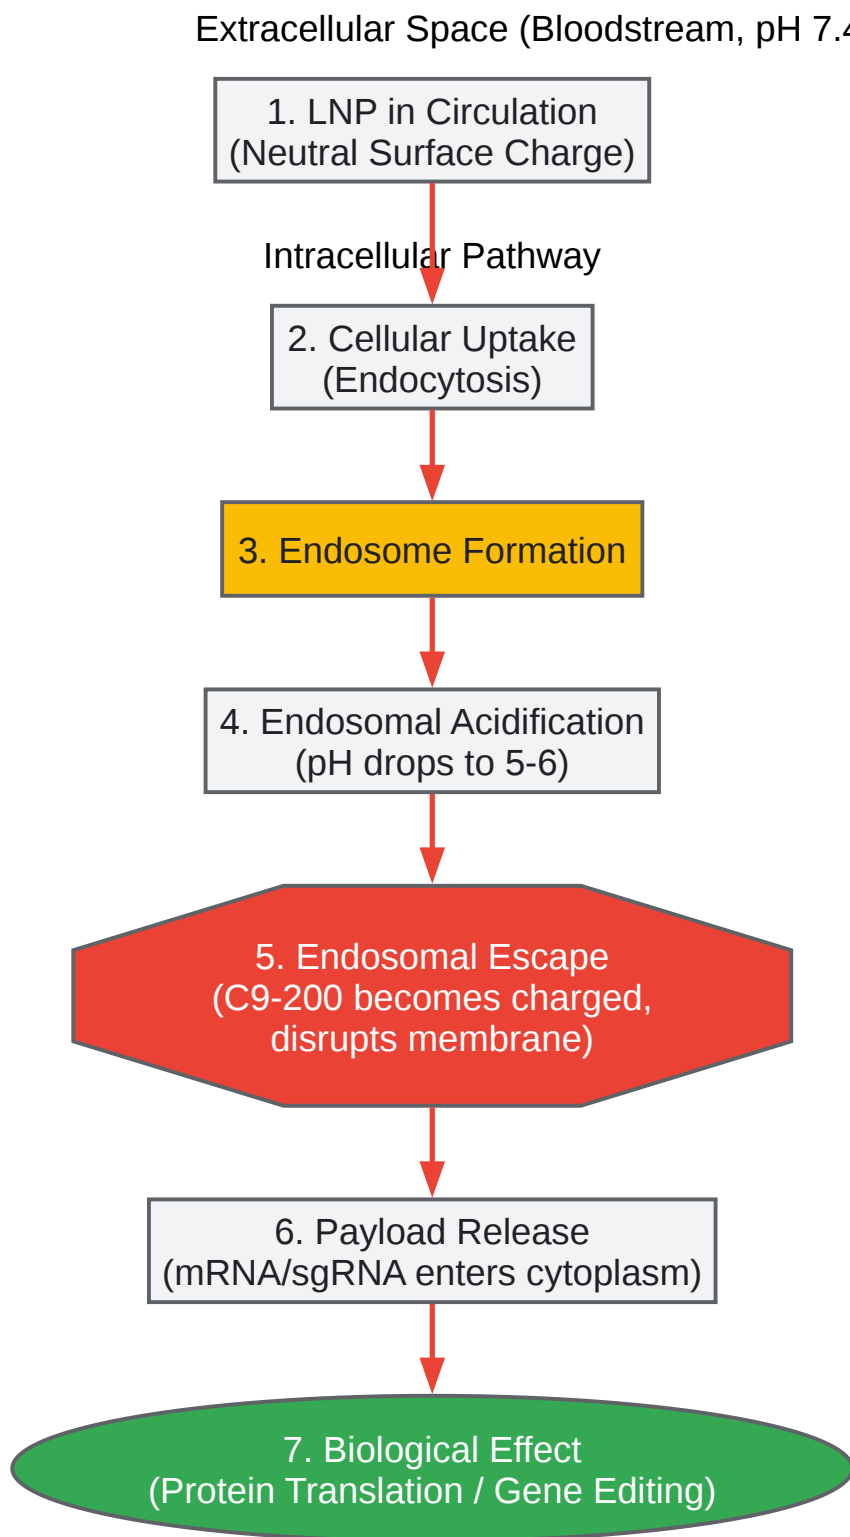 Extracellular Space (Bloodstream, pH 7.4
1. LNP in Circulation
(Neutral Surface Charge)
Intracellular Pathway
2. Cellular Uptake
(Endocytosis)
3. Endosome Formation
4. Endosomal Acidification
(pH drops to 5-6)
5. Endosomal Escape
(C9-200 becomes charged,
disrupts membrane)
6. Payload Release
(mRNA/sgRNA enters cytoplasm)
7. Biological Effect
(Protein Translation / Gene Editing)